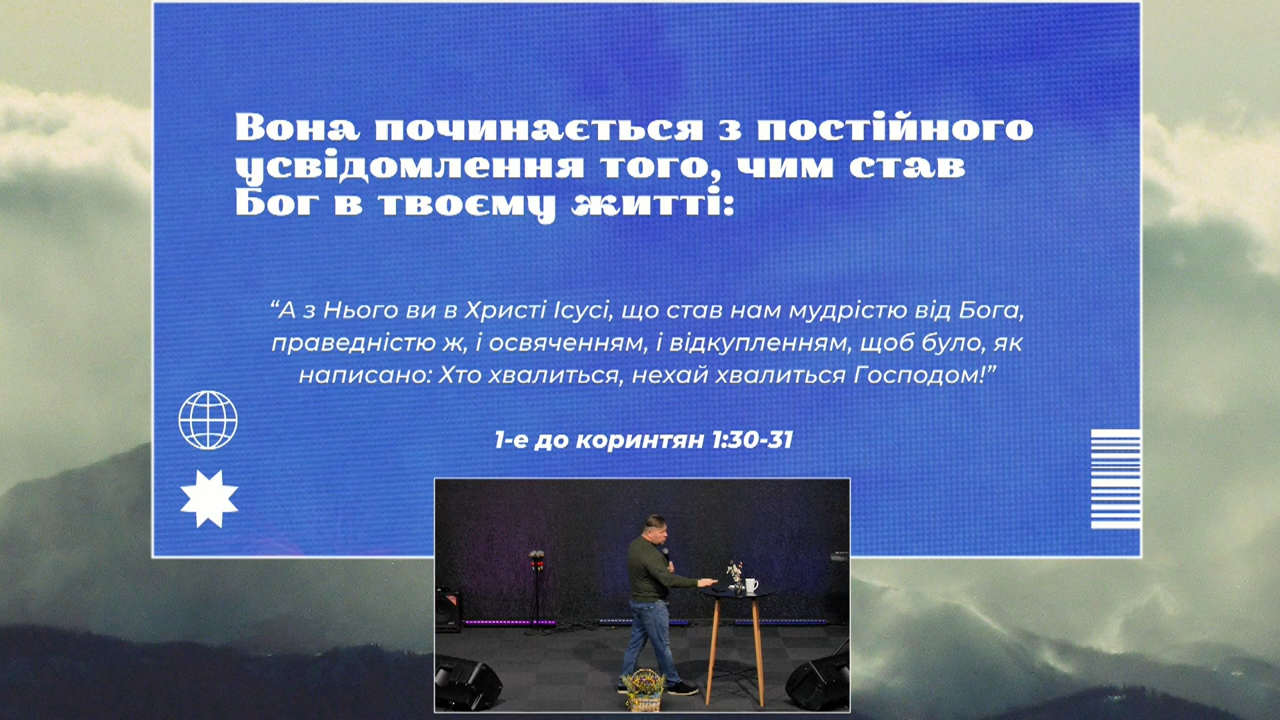 Вона починається з постійного
усвідомлення того, чим став
Бог в твоєму житті:
“А з Нього ви в Христі Ісусі, що став нам мудрістю від Бога,
праведністю ж, і освяченням, і відкупленням, щоб було, як
написано: Хто хвалиться, нехай хвалиться Господом!”
1-е до коринтян 1:30-31